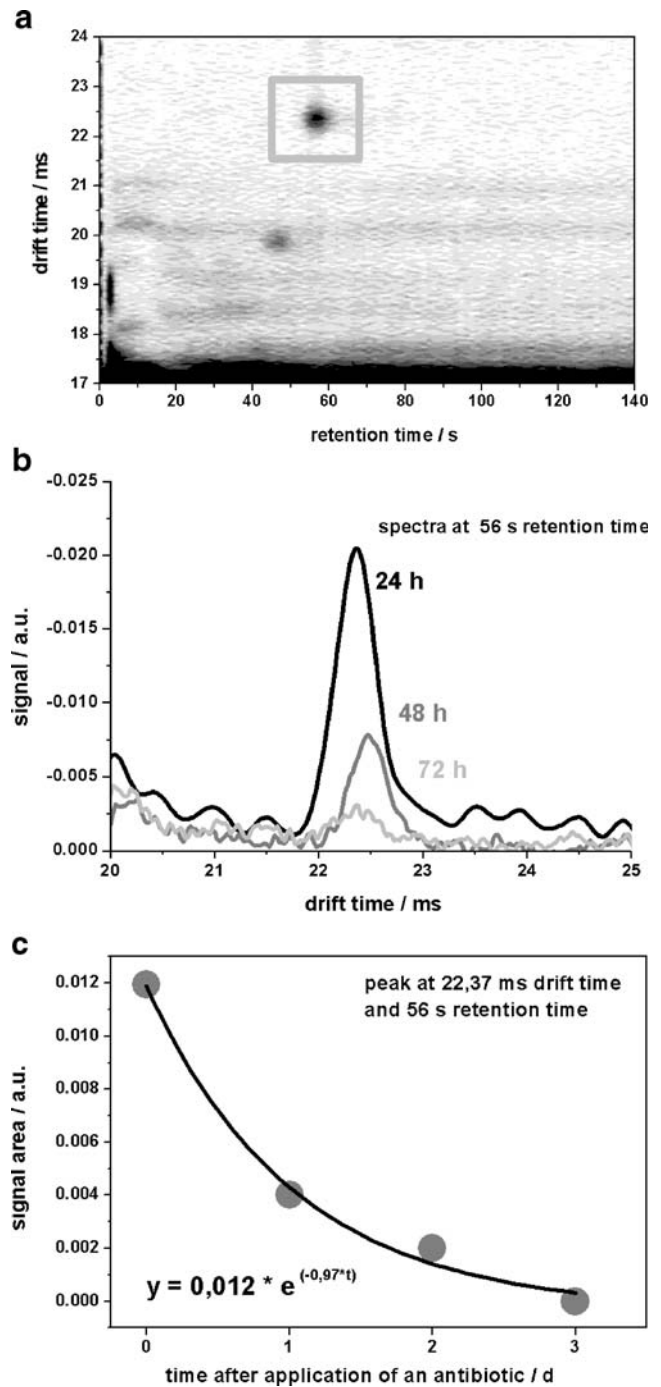 a
24
23
22
21
20
19
18
17
drift time / ms
0 20 40 60 80 100 120 140
retention time / s
b
-0.025
-0.020
-0.015
-0.010
-0.005
0.000
signal / a.u.
spectra at 56 s retention time
24 h
48 h
72 h
20 21 22 23 24 25
drift time / ms
c
0.012
0.010
0.008
0.006
0.004
0.002
0.000
signal area / a.u.
peak at 22,37 ms drift time
and 56 s retention time
y = 0,012 * e(-0,97*t)
0 1 2 3
time after application of an antibiotic / d